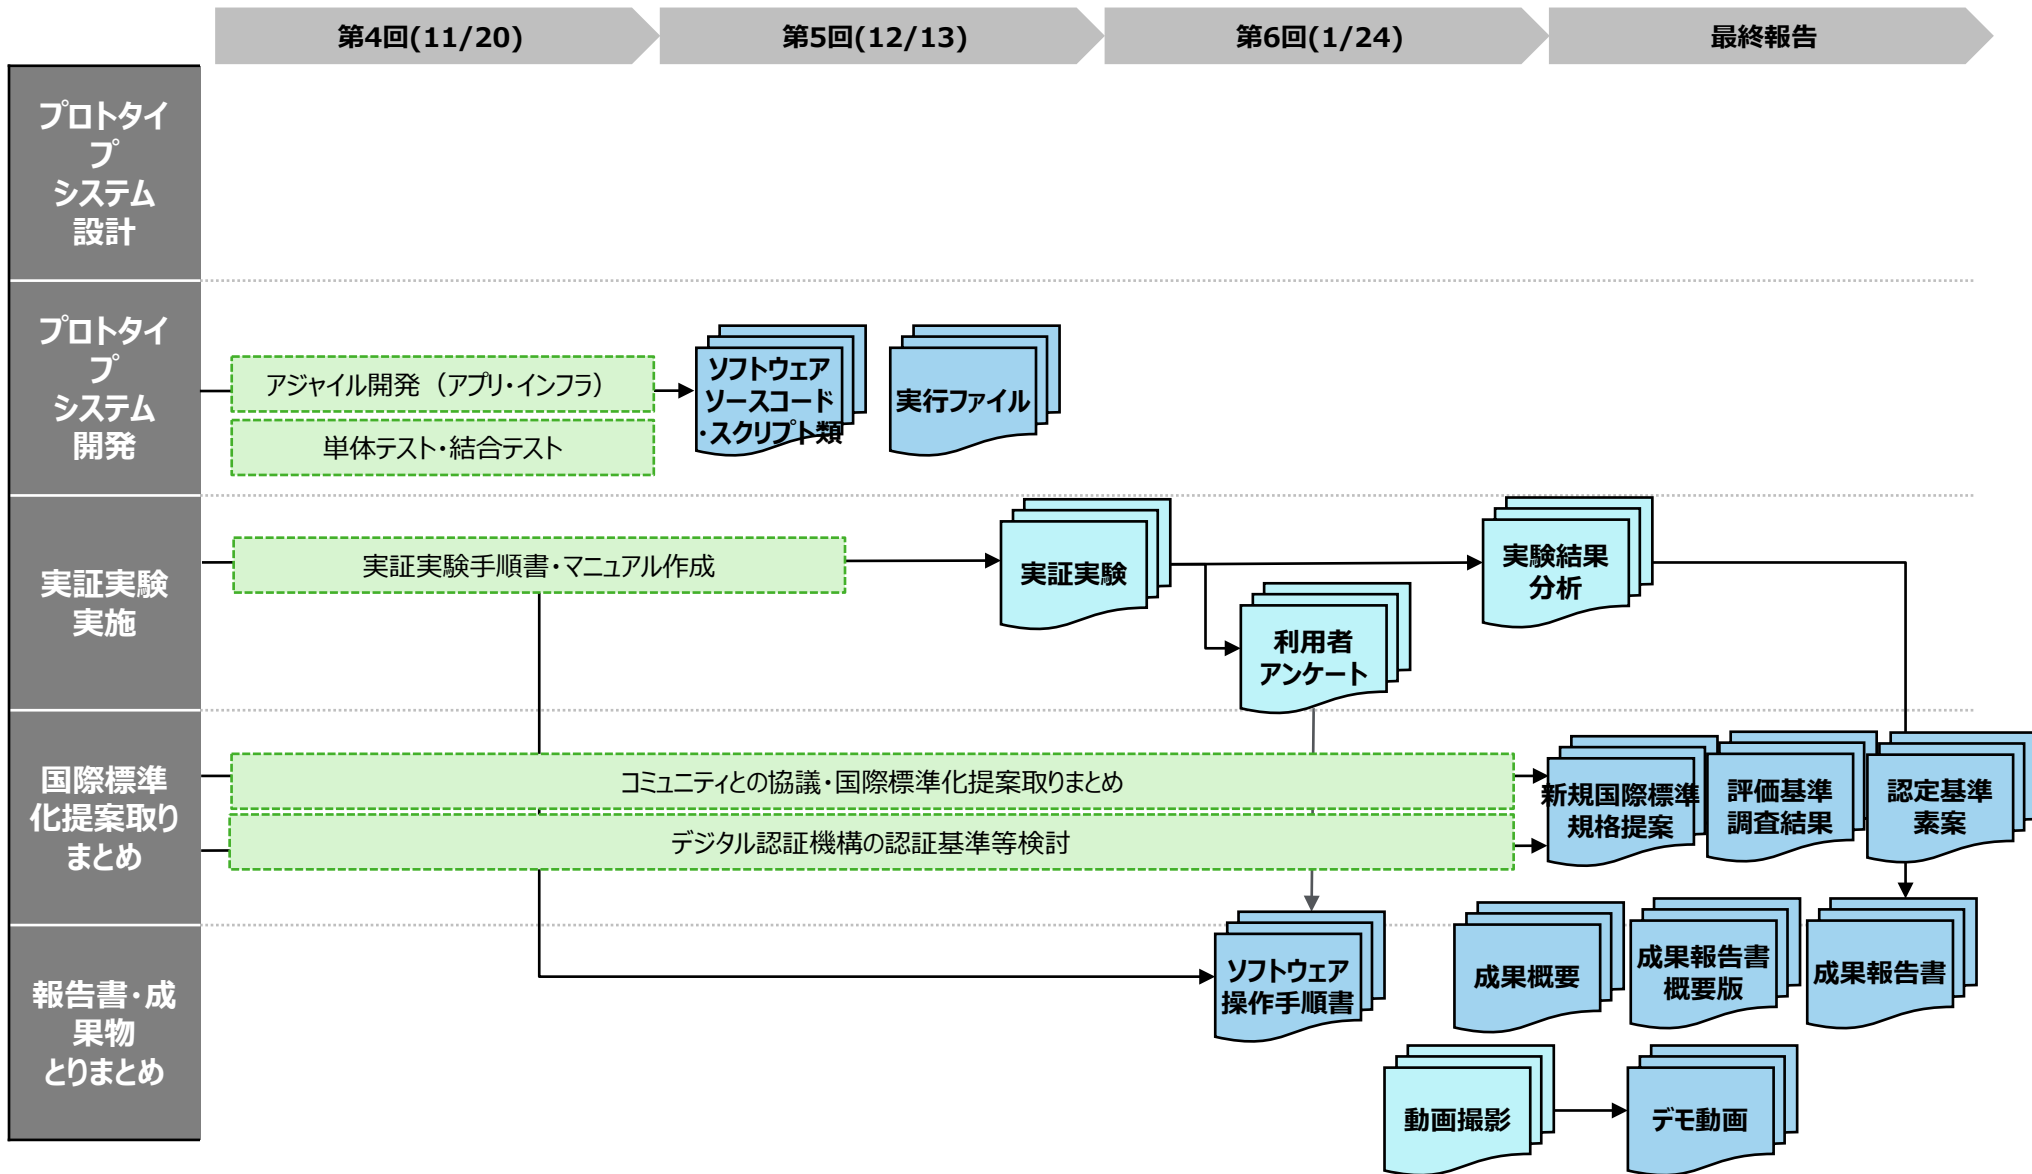 第4回(11/20)
第5回(12/13)
第6回(1/24)
最終報告
プロトタイ
プ
システム
設計
プロトタイ
プ
システム
開発
アジャイル開発（アプリ・インフラ）
単体テスト・結合テスト
ソフトウェア
ソースコード
・スクリプト類
実行ファイル
実証実験
実施
実証実験手順書・マニュアル作成
実証実験
利用者
アンケート
実験結果
分析
国際標準
化提案取り
まとめ
コミュニティとの協議・国際標準化提案取りまとめ
デジタル認証機構の認証基準等検討
新規国際標準
規格提案
評価基準
調査結果
認定基準
素案
報告書・成
果物
とりまとめ
ソフトウェア
操作手順書
成果概要
成果報告書
概要版
成果報告書
動画撮影
デモ動画